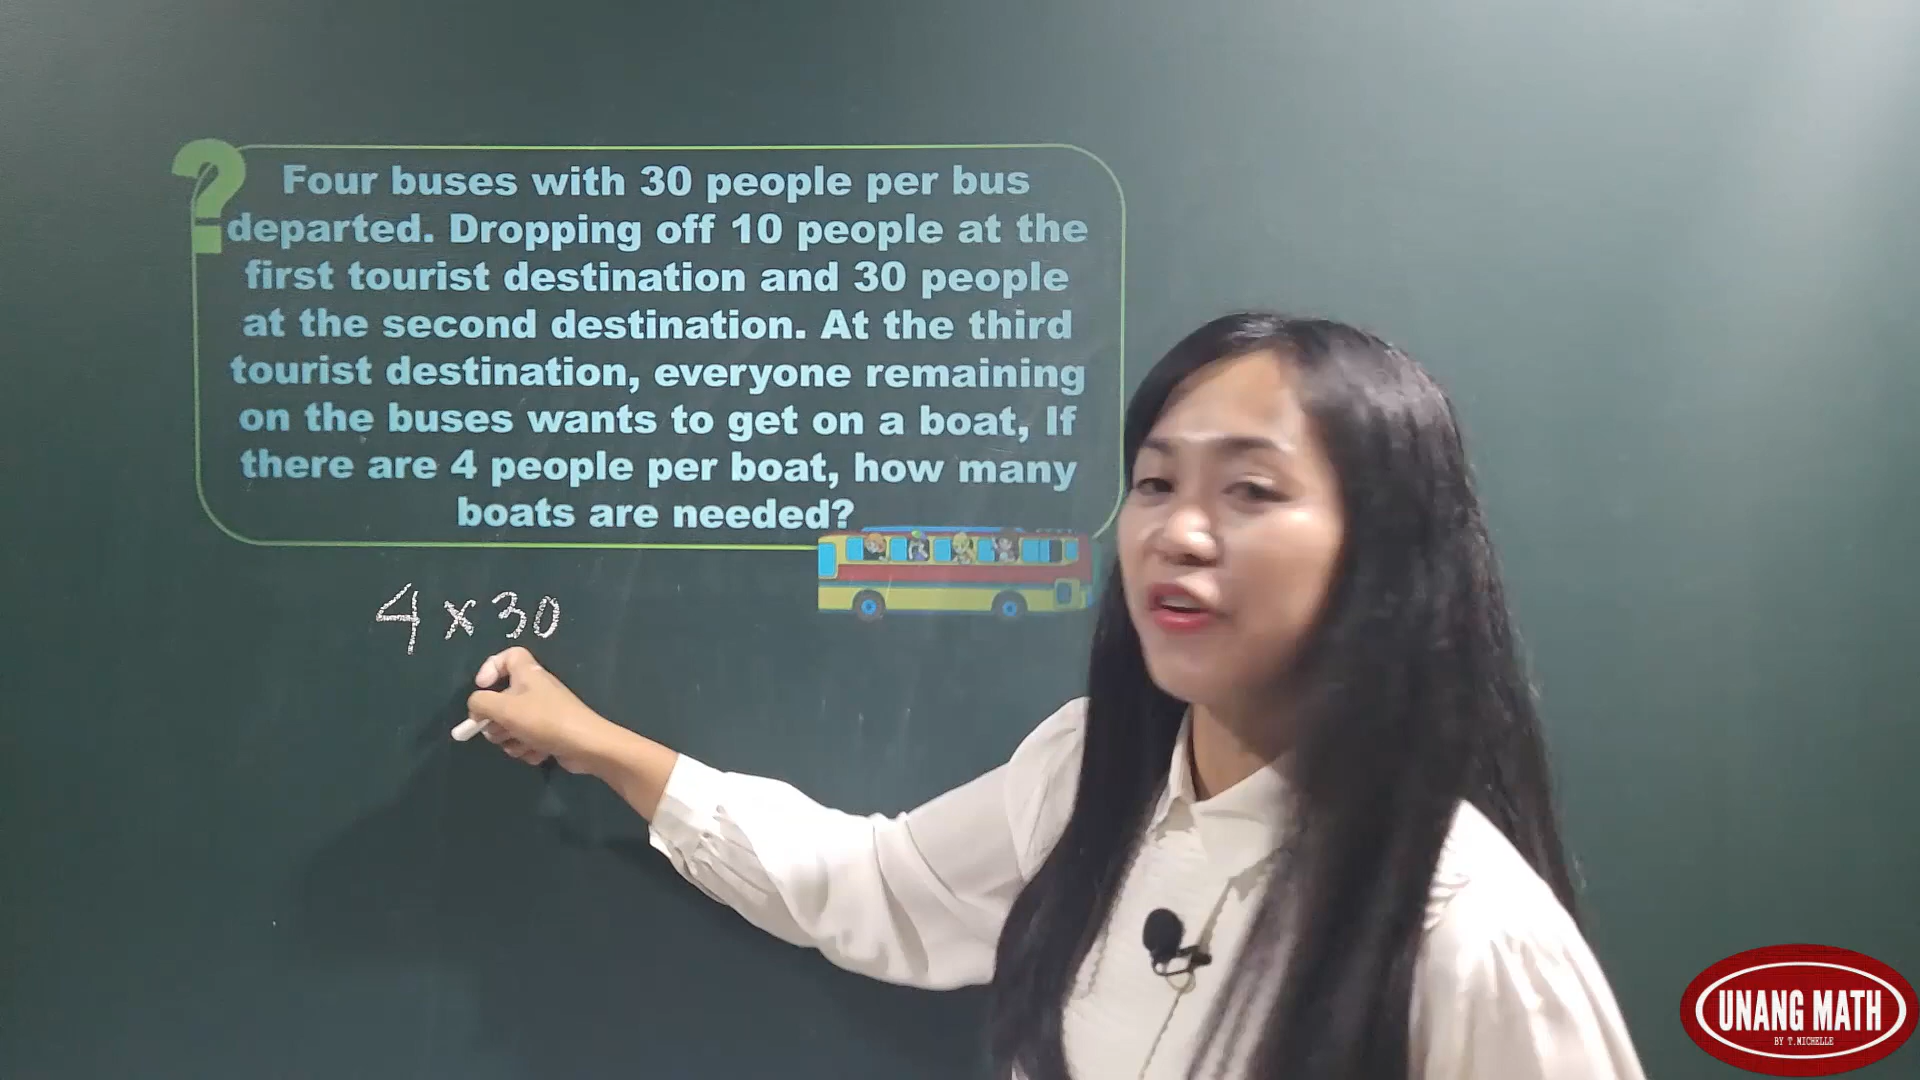 ?
Four buses with 30 people per bus
departed. Dropping off 10 people at the
first tourist destination and 30 people
at the second destination. At the third
tourist destination, everyone remaining
on the buses wants to get on a boat, If
there are 4 people per boat, how many
boats are needed?
4 x 30
UNANG MATH
BY T.MICHELLE